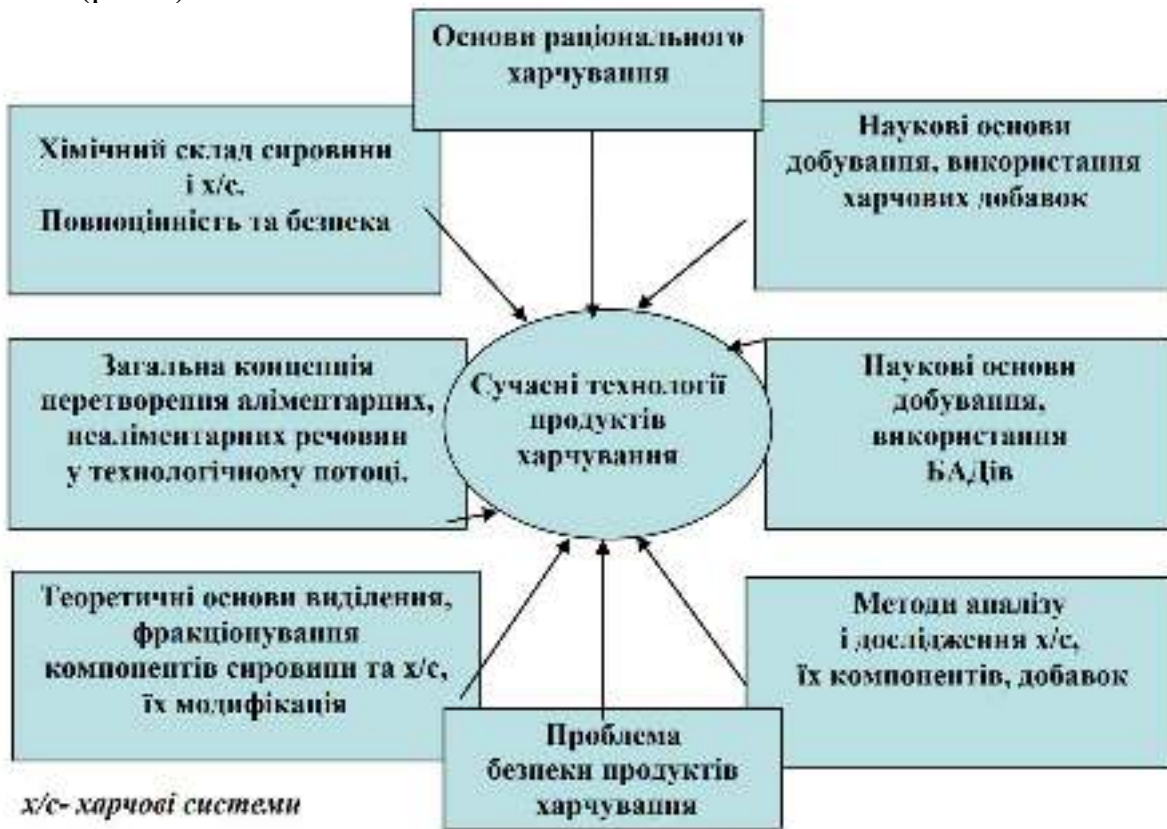 Основи раціонального
харчування
Хімічний склад сировини
і х/с.
Повноцінність та безпека
Наукові основи
добування, використання
харчових добавок
Загальна концепція
перетворення аліментарних,
неаліментарних речовин
у технологічному потоці.
Сучасні технології
продуктів
харчування
Наукові основи
добування,
використання
БАДів
Теоретичні основи виділення,
фракціонування
компонентів сировини та х/с,
їх модифікація
Методи аналізу
і дослідження х/с,
їх компонентів, добавок
Проблема
безпеки продуктів
харчування
х/с- харчові системи